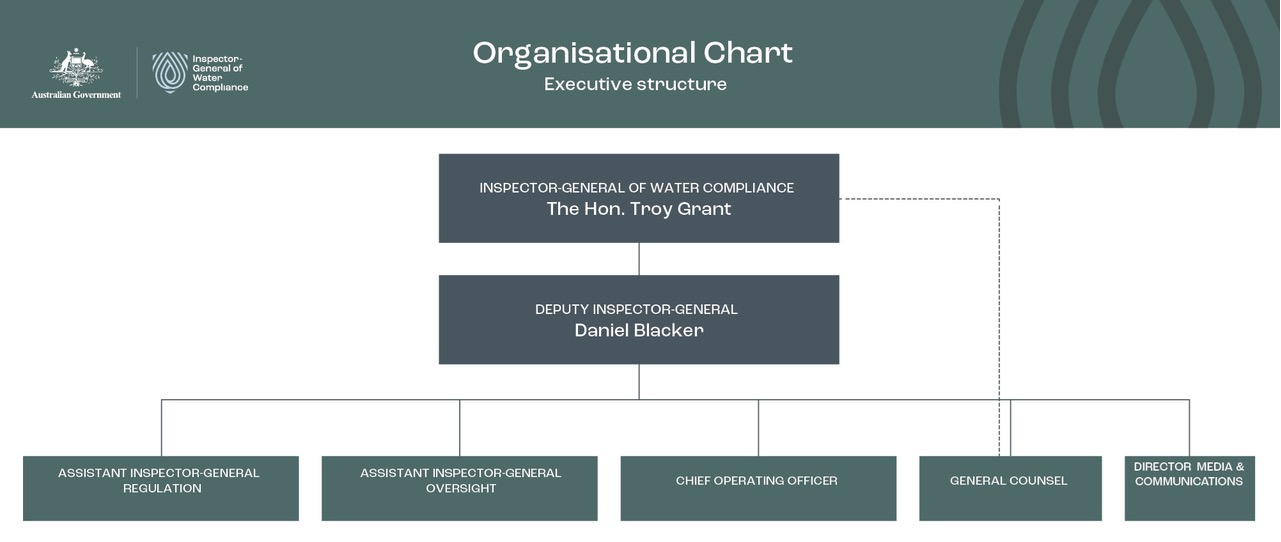 Australian Government
Inspector-
General of
Water
Compliance
Organisational Chart
Executive structure
INSPECTOR-GENERAL OF WATER COMPLIANCE
The Hon. Troy Grant
DEPUTY INSPECTOR-GENERAL
Daniel Blacker
ASSISTANT INSPECTOR-GENERAL
REGULATION
ASSISTANT INSPECTOR-GENERAL
OVERSIGHT
CHIEF OPERATING OFFICER
GENERAL COUNSEL
DIRECTOR MEDIA &
COMMUNICATIONS